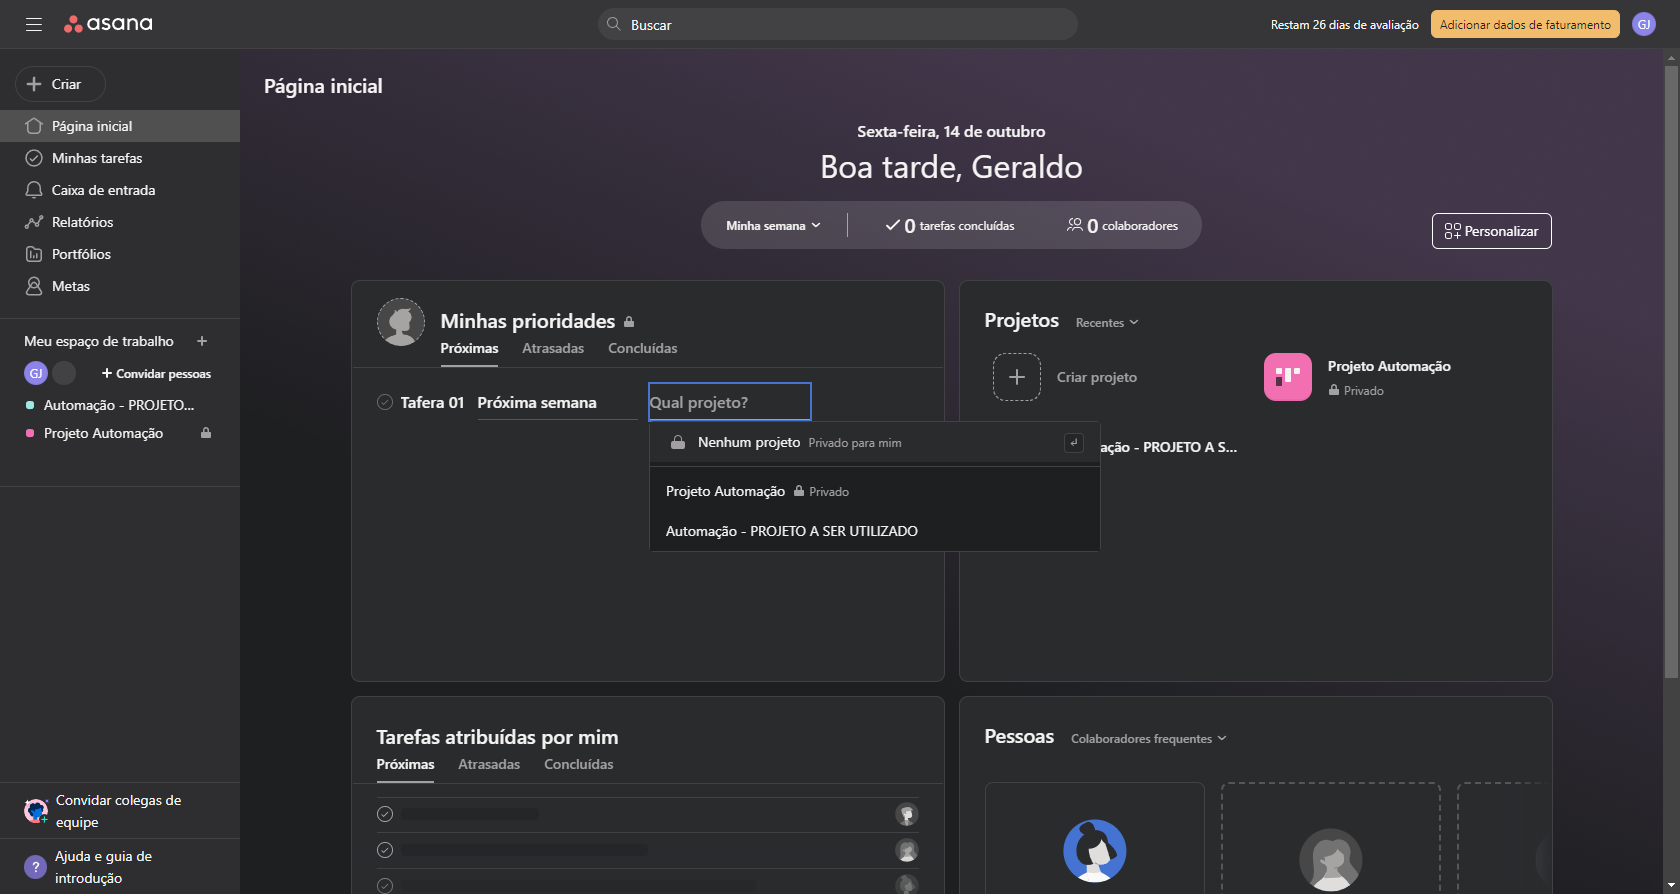 asana
Buscar
Restam 26 dias de avaliação
Adicionar dados de faturamento
GJ
Criar
Página inicial
Minhas tarefas
Caixa de entrada
Relatórios
Portfólios
Metas
Meu espaço de trabalho
GJ
+ Convidar pessoas
Automação - PROJETO...
Projeto Automação
Convidar colegas de
equipe
?
Ajuda e guia de
introdução
Página inicial
Sexta-feira, 14 de outubro
Boa tarde, Geraldo
Minha semana
0 tarefas concluídas
0 colaboradores
Personalizar
Minhas prioridades
Próximas Atrasadas Concluídas
Tafera 01 Próxima semana Qual projeto?
Nenhum projeto Privado para mim
Projeto Automação Privado
Automação - PROJETO A SER UTILIZADO
Projetos Recentes
Criar projeto
Projeto Automação
Privado
ação - PROJETO A S...
Tarefas atribuídas por mim
Próximas Atrasadas Concluídas
Pessoas Colaboradores frequentes